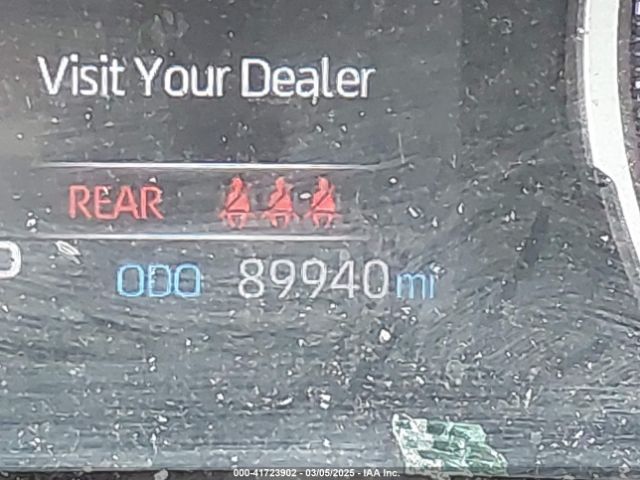 Visit Your Dealer
REAR
ODO 89940 mi
000-41723902 - 03/05/2025 - IAA Inc.